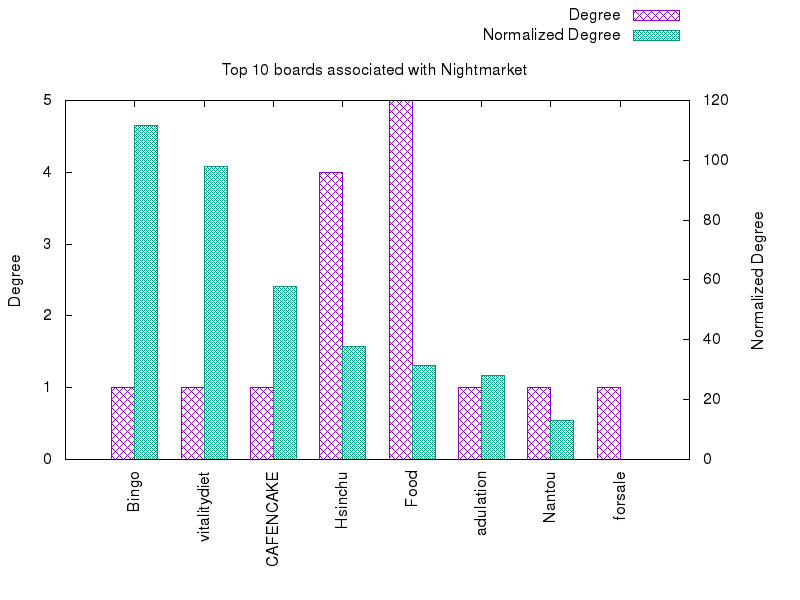 Degree
Normalized Degree
Top 10 boards associated with Nightmarket
5
4
3
2
1
0
Degree
120
100
80
60
40
20
0
Normalized Degree
Bingo
vitalitydiet
CAFENCAKE
Hsinchu
Food
adulation
Nantou
forsale